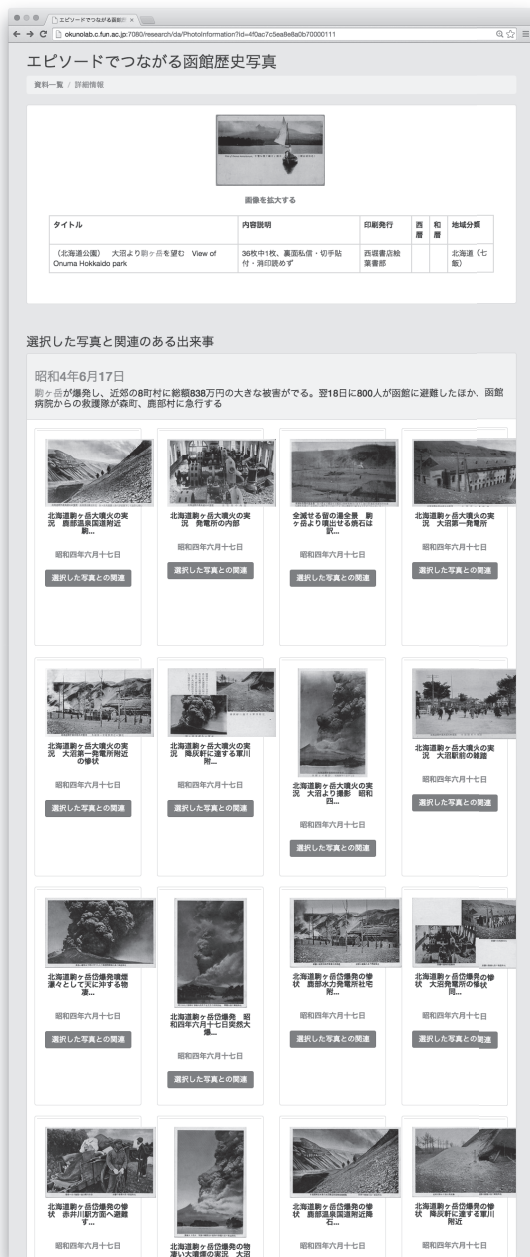 エピソードでつながる函館歴
okunolab.c.fun.ac.jp:7080/research/da/PhotoInformation?id=4f0ac7c5ea8e8a0b70000111
エピソードでつながる函館歴史写真
資料一覧 / 詳細情報
画像を拡大する
タイトル 内容説明 印刷発行 西暦 和暦 地域分類
（北海道公園） 大沼より駒ヶ岳を望む View of
Onuma Hokkaido park
36枚中1枚、裏面私信・切手貼
付・消印読めず
西堀書店絵
葉書部
北海道（七
飯）
選択した写真と関連のある出来事
昭和4年6月17日
駒ヶ岳が爆発し、近郊の8町村に総額838万円の大きな被害がでる。翌18日に800人が函館に避難したほか、函館
病院からの救護隊が森町、鹿部村に急行する
北海道駒ヶ岳大噴火の実
況 鹿部温泉国道附近
駒...
昭和四年六月十七日
選択した写真との関連
北海道駒ヶ岳大噴火の実
況 発電所の内部
昭和四年六月十七日
選択した写真との関連
全滅せる留の湯全景 駒
ヶ岳より噴出せる焼石は
訳...
昭和四年六月十七日
選択した写真との関連
北海道駒ヶ岳大噴火の実
況 大沼第一発電所
昭和四年六月十七日
選択した写真との関連
北海道駒ヶ岳大噴火の実
況 大沼第一発電所附近
の惨状
昭和四年六月十七日
選択した写真との関連
北海道駒ヶ岳大噴火の実
況 降灰軒に達する軍川
附...
昭和四年六月十七日
選択した写真との関連
北海道駒ヶ岳大噴火の実
況 大沼より撮影 昭和
四...
昭和四年六月十七日
選択した写真との関連
北海道駒ヶ岳大噴火の実
況 大沼駅前の雑踏
昭和四年六月十七日
選択した写真との関連
北海道駒ヶ岳岱爆発噴煙
濛々として天に沖する物
凄...
昭和四年六月十七日
選択した写真との関連
北海道駒ヶ岳岱爆発 昭
和四年六月十七日突然大
爆...
昭和四年六月十七日
選択した写真との関連
北海道駒ヶ岳岱爆発の惨
状 鹿部水力発電所社宅
附...
昭和四年六月十七日
選択した写真との関連
北海道駒ヶ岳岱爆発の惨
状 大沼発電所の惨状
同...
昭和四年六月十七日
選択した写真との関連
北海道駒ヶ岳岱爆発の惨
状 赤井川駅方面へ避難
す...
昭和四年六月十七日
北海道駒ヶ岳岱爆発の物
凄い大噴煙の実況 大沼
北海道駒ヶ岳岱爆発の惨
状 鹿部温泉国道附近降
石...
昭和四年六月十七日
北海道駒ヶ岳岱爆発の惨
状 降灰軒に達する軍川
附近
昭和四年六月十七日